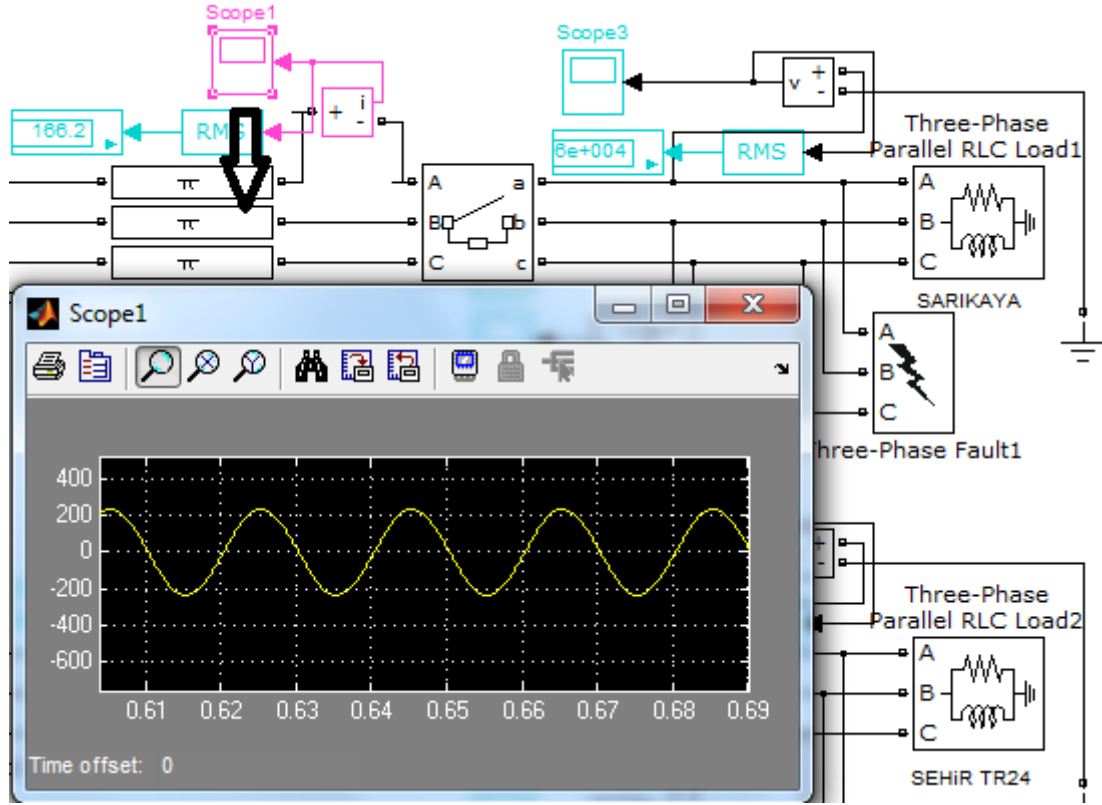 Scope1
Scope3
i
+
-
v
+
-
166.2
RMS
6e+004
RMS
Three-Phase
Parallel RLC Load1
π
A
a
A
π
B
b
B
π
C
c
C
SARIKAYA
Scope1
A
B
C
hree-Phase Fault1
400
200
0
-200
-400
-600
0.61 0.62 0.63 0.64 0.65 0.66 0.67 0.68 0.69
Time offset: 0
+
-
Three-Phase
Parallel RLC Load2
A
B
C
SEHiR TR24